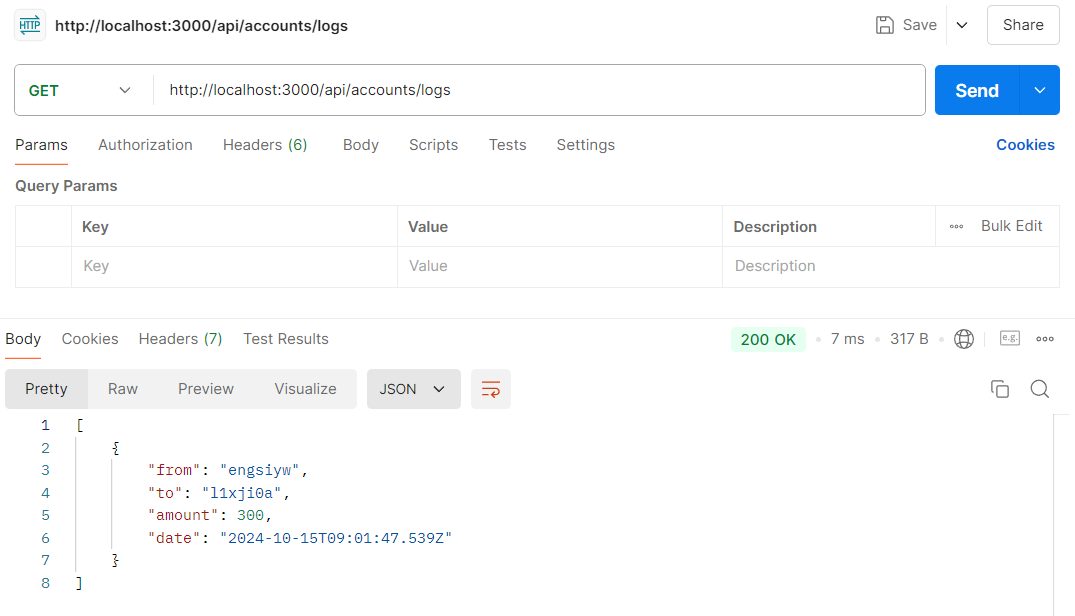 HTTP http://localhost:3000/api/accounts/logs Save Share
GET http://localhost:3000/api/accounts/logs Send
Params Authorization Headers (6) Body Scripts Tests Settings Cookies
Query Params
Key Value Description Bulk Edit
Key Value Description
Body Cookies Headers (7) Test Results 200 OK 7 ms 317 B e.g.
Pretty Raw Preview Visualize JSON
1 [
2 {
3 "from": "engsiyw",
4 "to": "l1xji0a",
5 "amount": 300,
6 "date": "2024-10-15T09:01:47.539Z"
7 }
8 ]